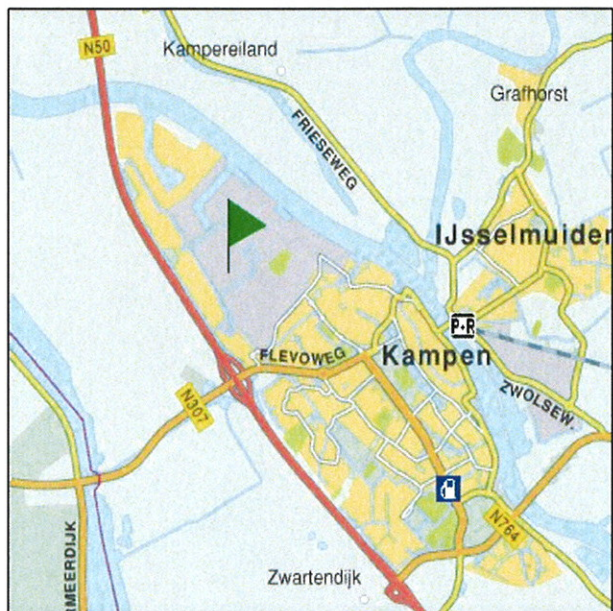 N50
Kampereiland
Grafhorst
FRIESEWEG
IJsselmuiden
P+R
FLEVOWEG
Kampen
ZWOLSEW.
N307
N764
RMEERDIJK
Zwartendijk